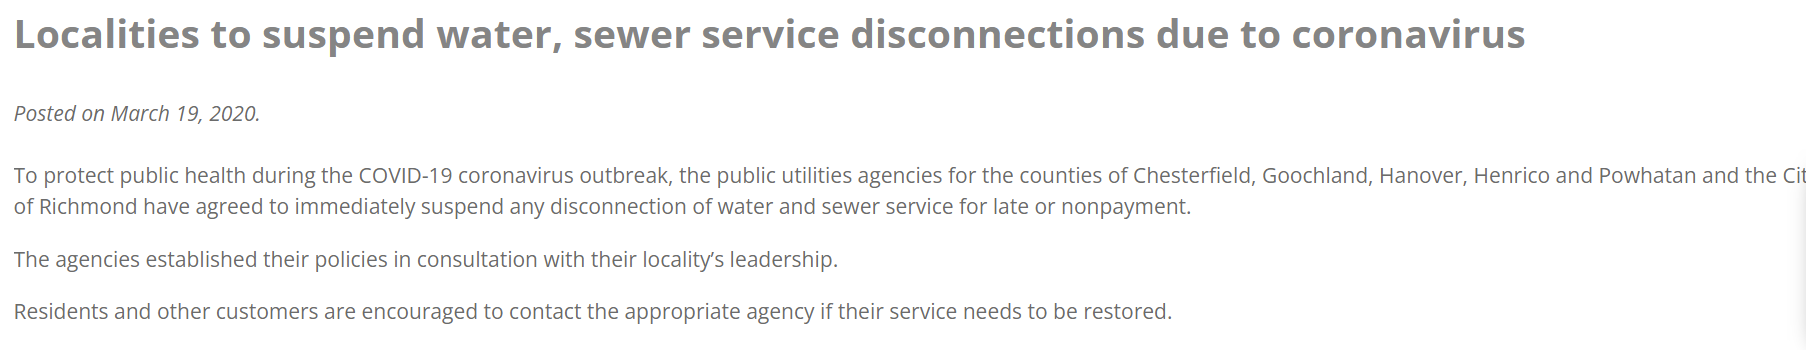 Localities to suspend water, sewer service disconnections due to coronavirus
Posted on March 19, 2020.
To protect public health during the COVID-19 coronavirus outbreak, the public utilities agencies for the counties of Chesterfield, Goochland, Hanover, Henrico and Powhatan and the Cit
of Richmond have agreed to immediately suspend any disconnection of water and sewer service for late or nonpayment.
The agencies established their policies in consultation with their locality’s leadership.
Residents and other customers are encouraged to contact the appropriate agency if their service needs to be restored.